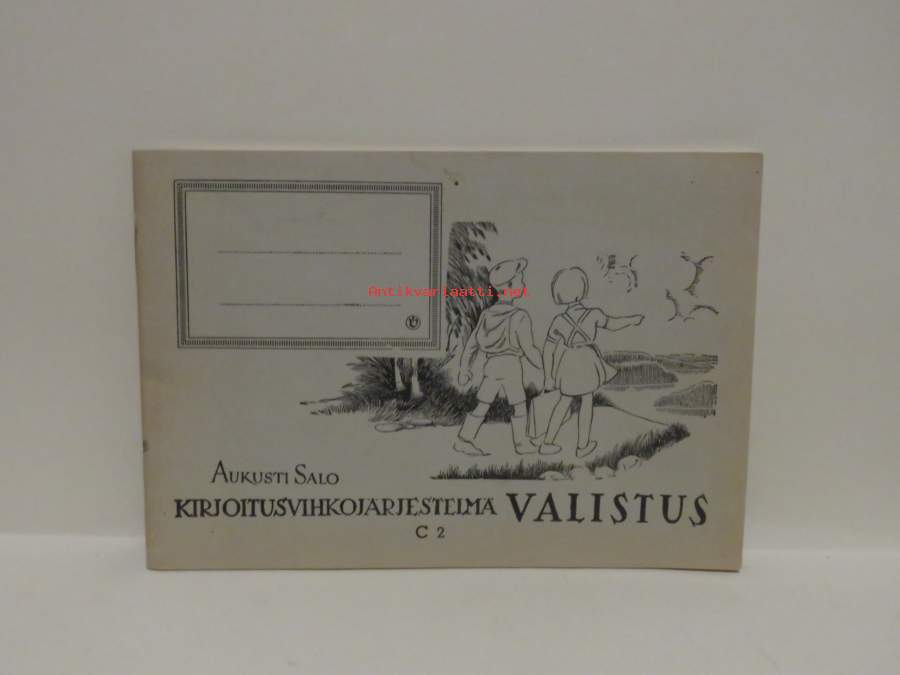 Antikvariaatti.net
AUKUSTI SALO
KIRJOITUSVIHKOJÄRJESTELMÄ VALISTUS
C 2